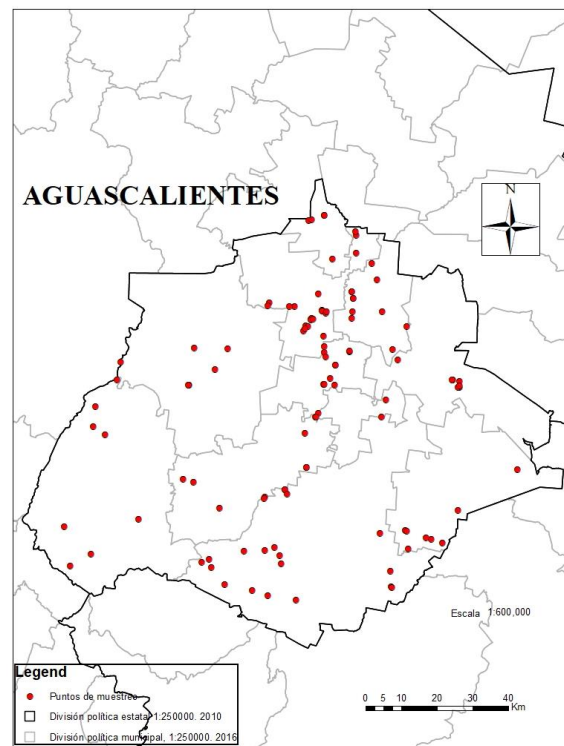 AGUASCALIENTES
N
Escala 1:600,000
Legend
Puntos de muestreo
División política estatal, 1:250000. 2010
División política municipal, 1:250000. 2016
0 5 10 20 30 40
Km